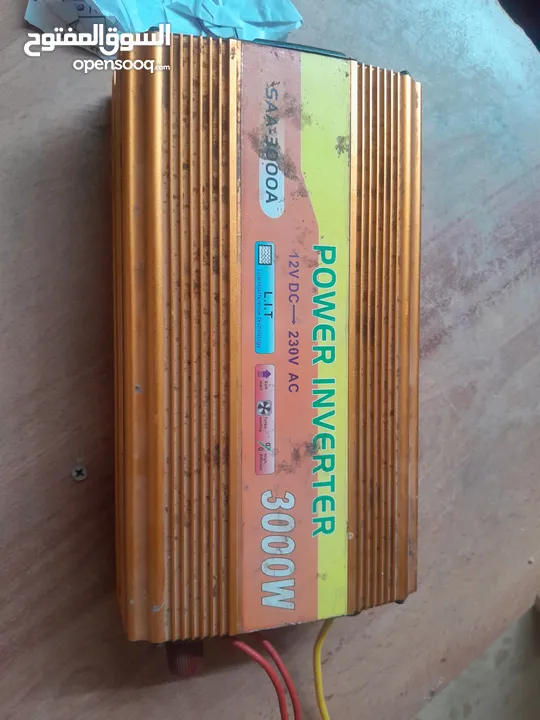 السوق المفتوح
opensooq.com
SAA-3000A
POWER INVERTER
12V DC→ 230V AC
L.I.T
3000W